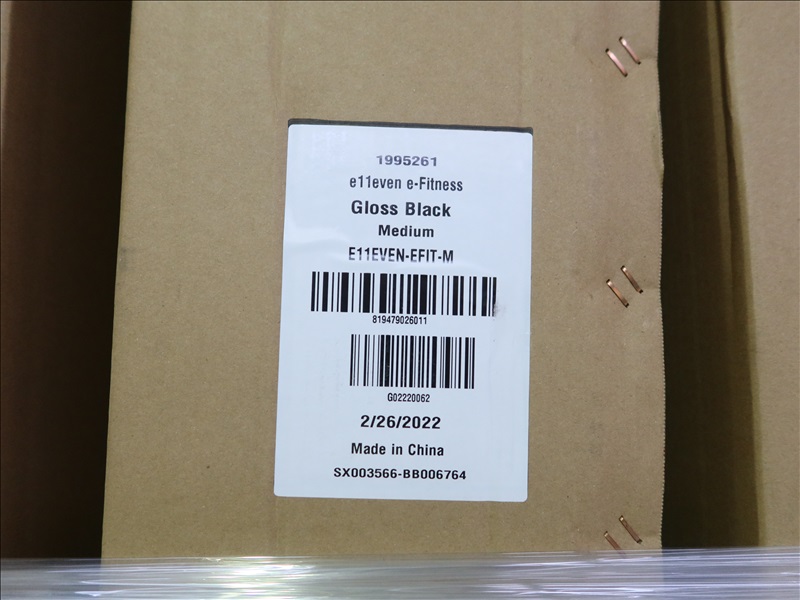 1995261
e11even e-Fitness
Gloss Black
Medium
E11EVEN-EFIT-M
819479026011
G02220062
2/26/2022
Made in China
SX003566-BB006764